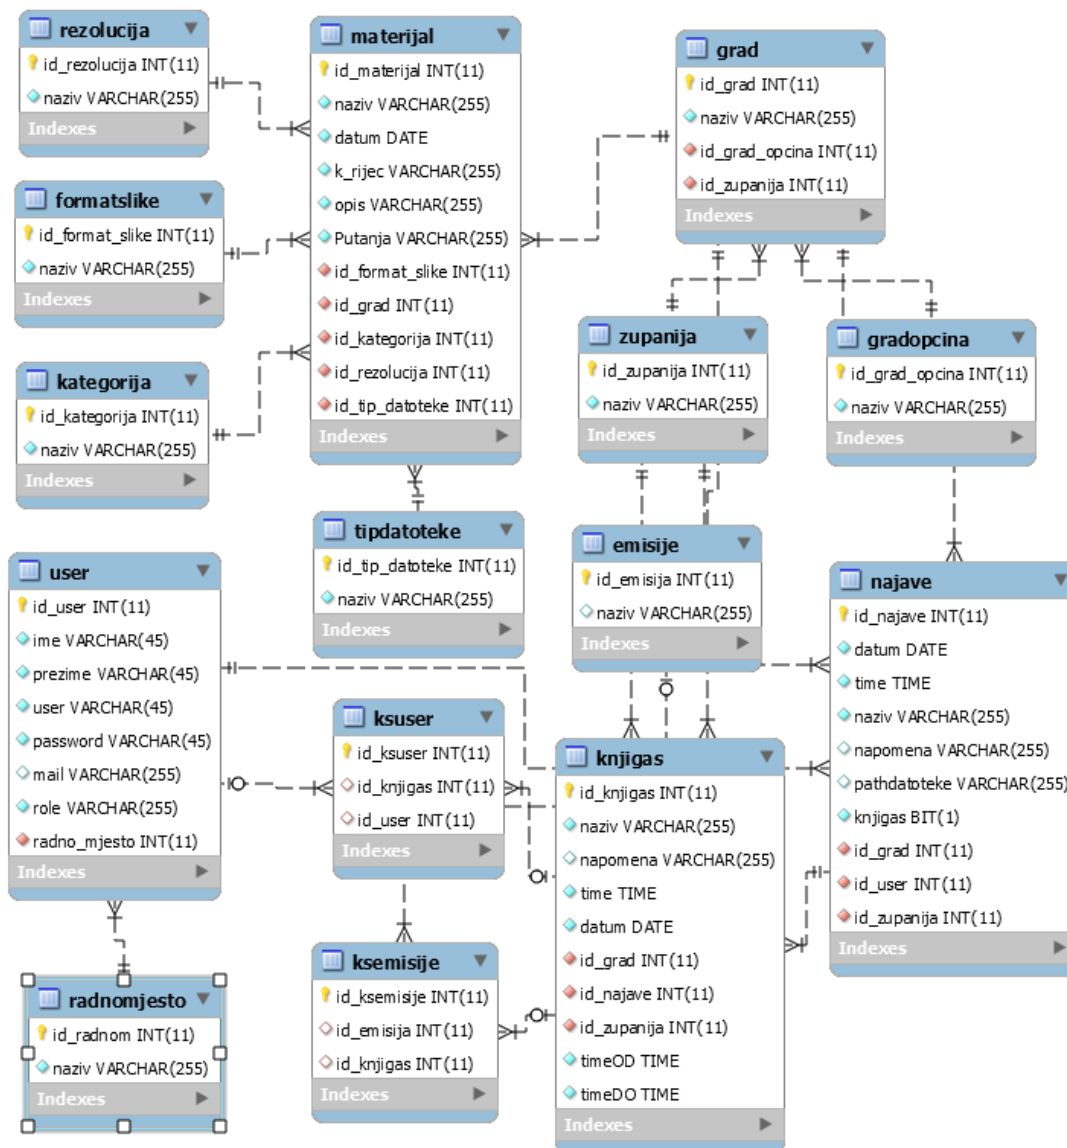 rezolucija
id_rezolucija INT(11)
naziv VARCHAR(255)
Indexes
materijal
id_materijal INT(11)
naziv VARCHAR(255)
datum DATE
k_rijec VARCHAR(255)
opis VARCHAR(255)
Putanja VARCHAR(255)
id_format_slike INT(11)
id_grad INT(11)
id_kategorija INT(11)
id_rezolucija INT(11)
id_tip_datoteke INT(11)
Indexes
grad
id_grad INT(11)
naziv VARCHAR(255)
id_grad_opcina INT(11)
id_zupanija INT(11)
Indexes
formatslike
id_format_slike INT(11)
naziv VARCHAR(255)
Indexes
zupanija
id_zupanija INT(11)
naziv VARCHAR(255)
Indexes
gradopcina
id_grad_opcina INT(11)
naziv VARCHAR(255)
Indexes
kategorija
id_kategorija INT(11)
naziv VARCHAR(255)
Indexes
tipdatoteke
id_tip_datoteke INT(11)
naziv VARCHAR(255)
Indexes
emisije
id_emisija INT(11)
naziv VARCHAR(255)
Indexes
user
id_user INT(11)
ime VARCHAR(45)
prezime VARCHAR(45)
user VARCHAR(45)
password VARCHAR(45)
mail VARCHAR(255)
role VARCHAR(255)
radno_mjesto INT(11)
Indexes
najave
id_najave INT(11)
datum DATE
time TIME
naziv VARCHAR(255)
napomena VARCHAR(255)
pathdatoteke VARCHAR(255)
knjigas BIT(1)
id_grad INT(11)
id_user INT(11)
id_zupanija INT(11)
Indexes
ksuser
id_ksuser INT(11)
id_knjigas INT(11)
id_user INT(11)
Indexes
knjigas
id_knjigas INT(11)
naziv VARCHAR(255)
napomena VARCHAR(255)
time TIME
datum DATE
id_grad INT(11)
id_najave INT(11)
id_zupanija INT(11)
timeOD TIME
timeDO TIME
Indexes
ksemisije
id_ksemisije INT(11)
id_emisija INT(11)
id_knjigas INT(11)
Indexes
radnomjesto
id_radnom INT(11)
naziv VARCHAR(255)
Indexes